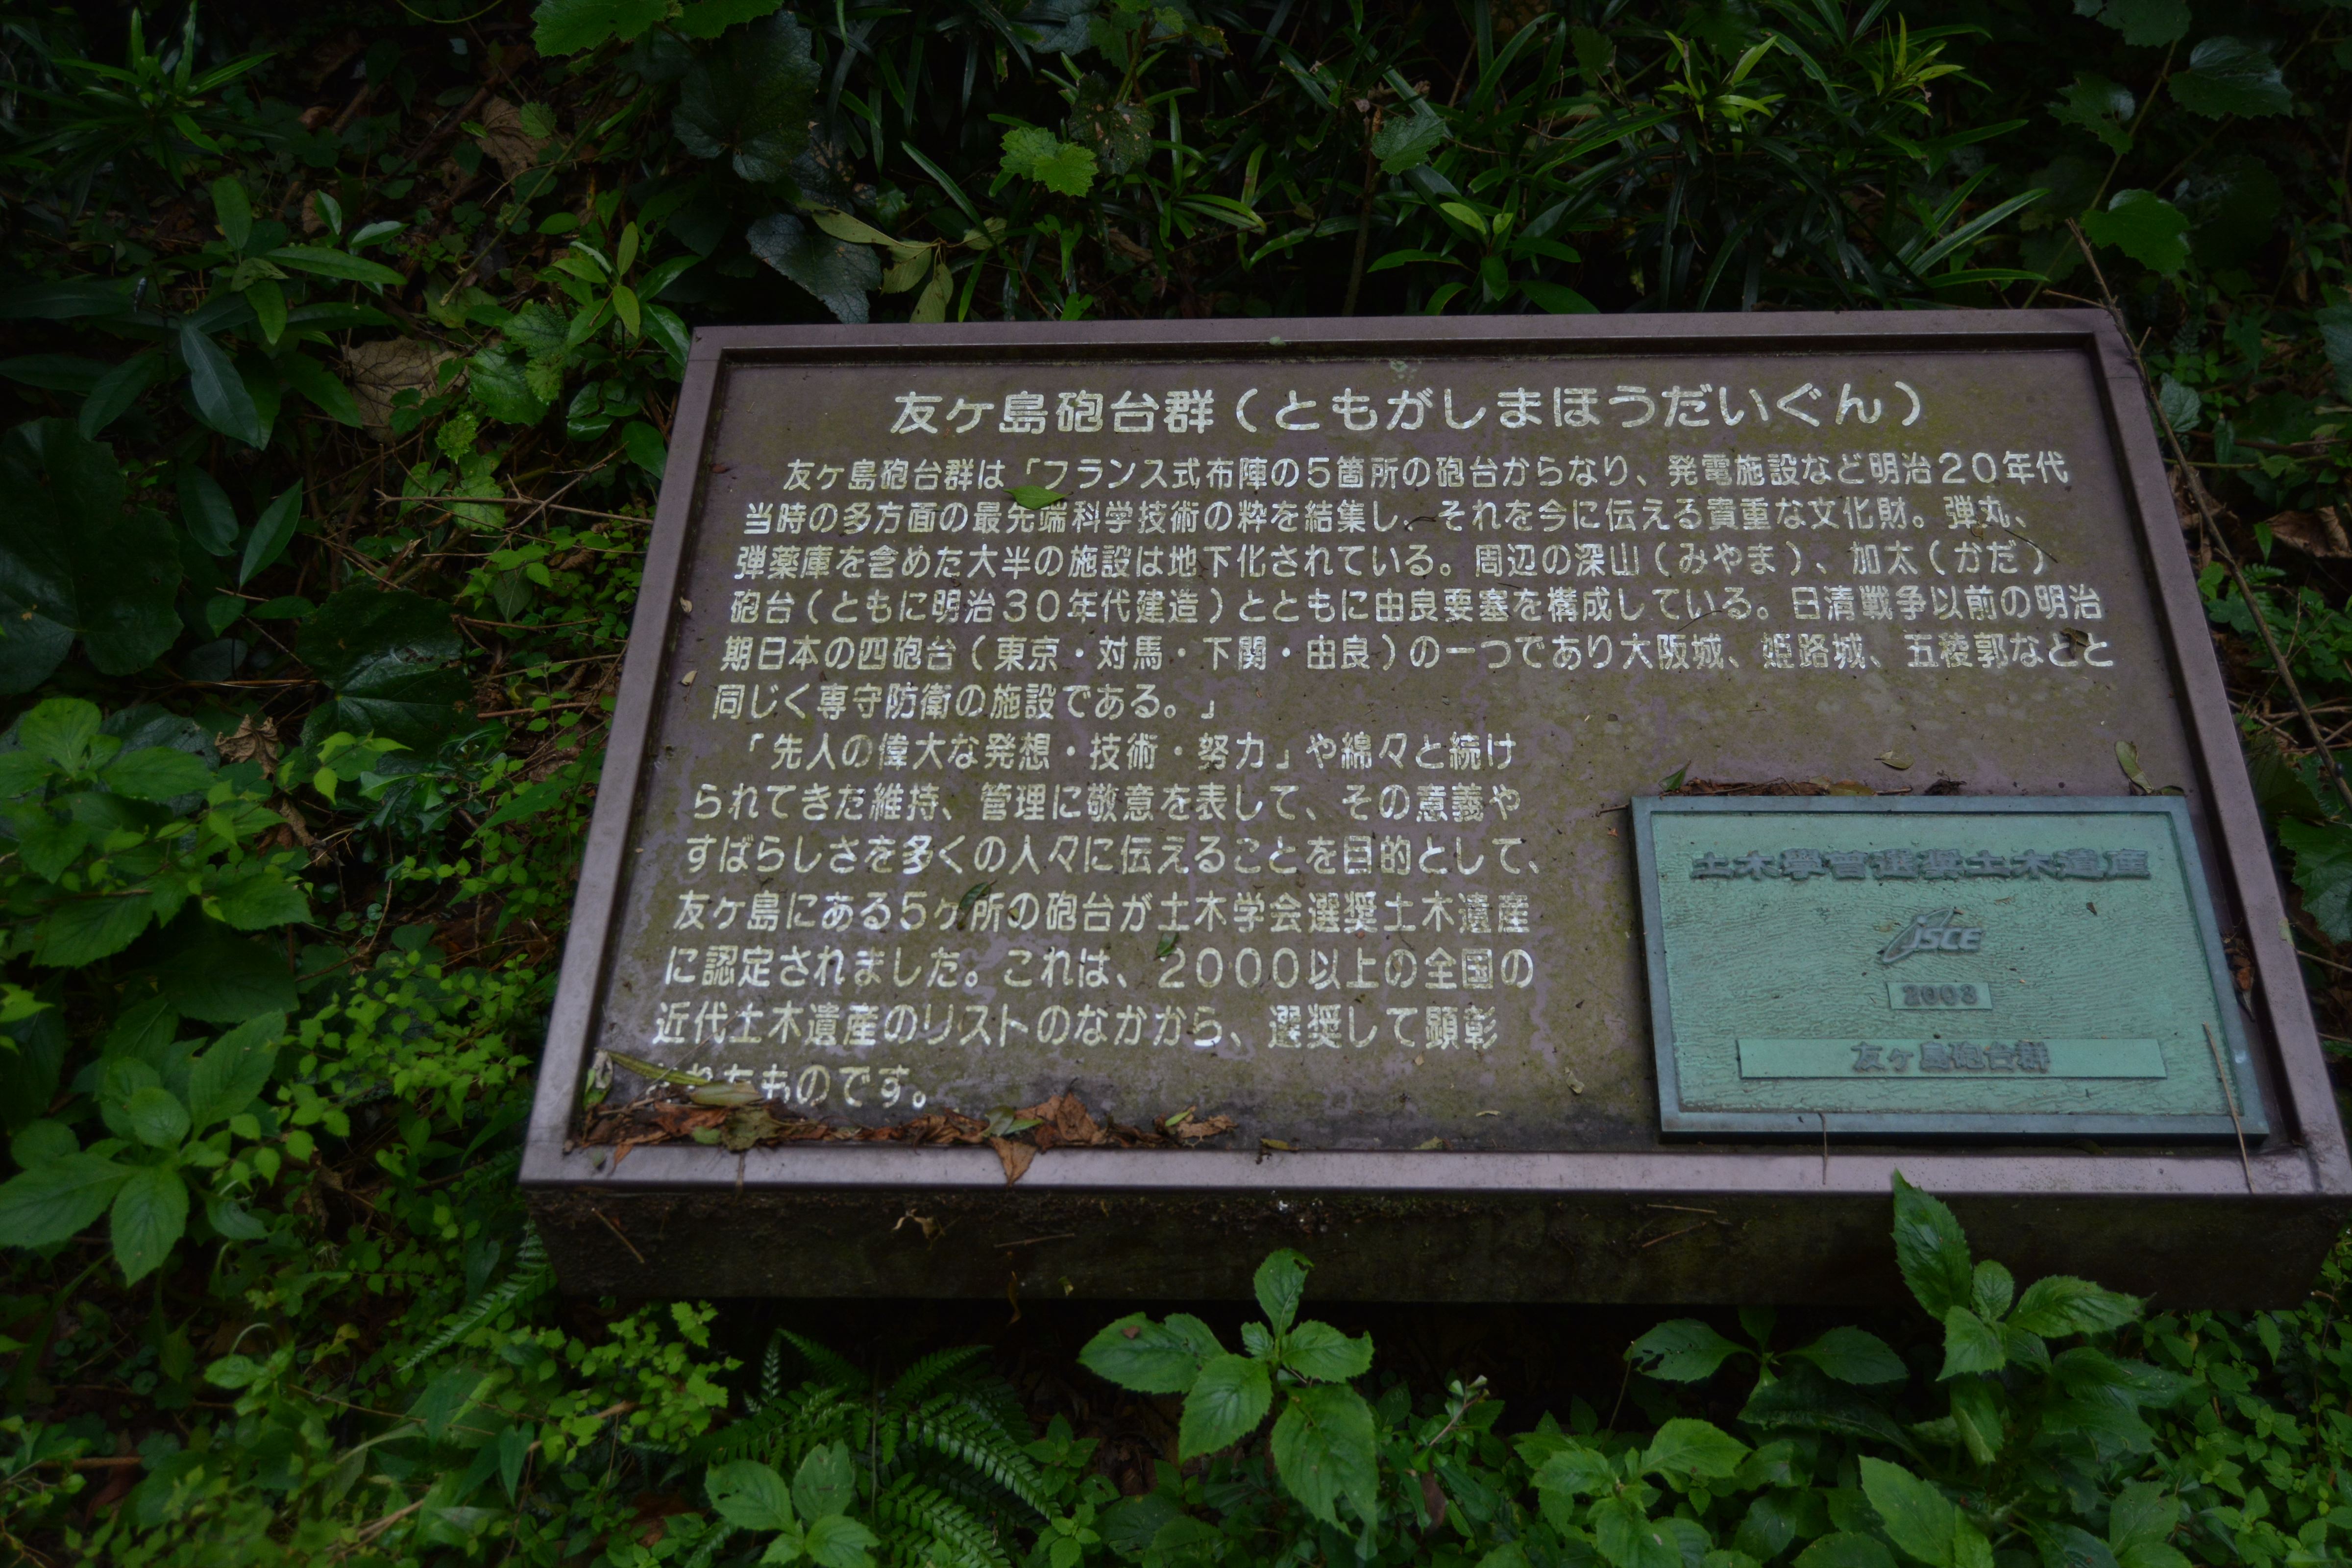 友ケ島砲台群（ともがしまほうだいぐん）
友ケ島砲台群は「フランス式布陣の５箇所の砲台からなり、発電施設など明治２０年代
当時の多方面の最先端科学技術の粋を結集し、それを今に伝える貴重な文化財。弾丸、
弾薬庫を含めた大半の施設は地下化されている。周辺の深山（みやま）、加太（かだ）
砲台（ともに明治３０年代建造）とともに由良要塞を構成している。日清戦争以前の明治
期日本の四砲台（東京・対馬・下関・由良）の一つであり大阪城、姫路城、五稜郭などと
同じく専守防衛の施設である。」
「先人の偉大な発想・技術・努力」や綿々と続け
られてきた維持、管理に敬意を表して、その意義や
すばらしさを多くの人々に伝えることを目的として、
友ケ島にある５ケ所の砲台が土木学会選奨土木遺産
に認定されました。これは、２０００以上の全国の
近代土木遺産のリストのなかから、選奨して顕彰
されたものです。
土木學會選奨土木遺産
JSCE
2003
友ヶ島砲台群